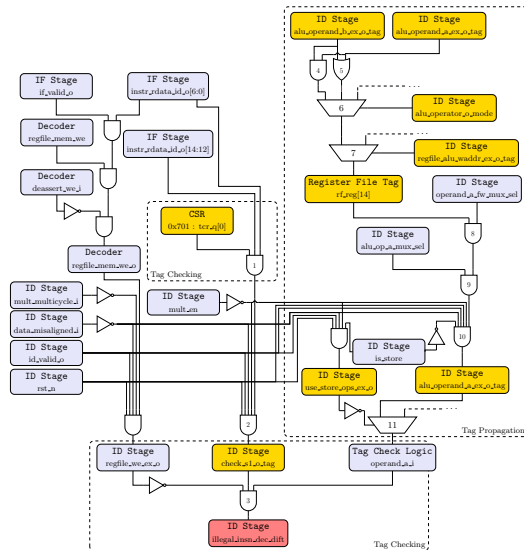 ID Stage
alu_operand_b_ex_o_tag
ID Stage
alu_operand_a_ex_o_tag
4
5
IF Stage
if_valid_o
IF Stage
instr_rdata_id_o[6:0]
6
ID Stage
alu_operator_o_mode
Decoder
regfile_mem_we
IF Stage
instr_rdata_id_o[14:12]
7
ID Stage
regfile_alu_waddr_ex_o_tag
Decoder
deassert_we_i
Register File Tag
rf_reg[14]
ID Stage
operand_a_fw_mux_sel
CSR
0x701 : tcr_q[0]
8
Decoder
regfile_mem_we_o
1
Tag Checking
ID Stage
alu_op_a_mux_sel
9
ID Stage
mult_multicycle_i
ID Stage
mult_en
ID Stage
data_misaligned_i
10
ID Stage
id_valid_o
ID Stage
is_store
ID Stage
rst_n
ID Stage
use_store_ops_ex_o
ID Stage
alu_operand_a_ex_o_tag
2
11
Tag Propagation
ID Stage
regfile_we_ex_o
ID Stage
check_s1_o_tag
Tag Check Logic
operand_a_i
3
ID Stage
illegal_insn_dec_dift
Tag Checking